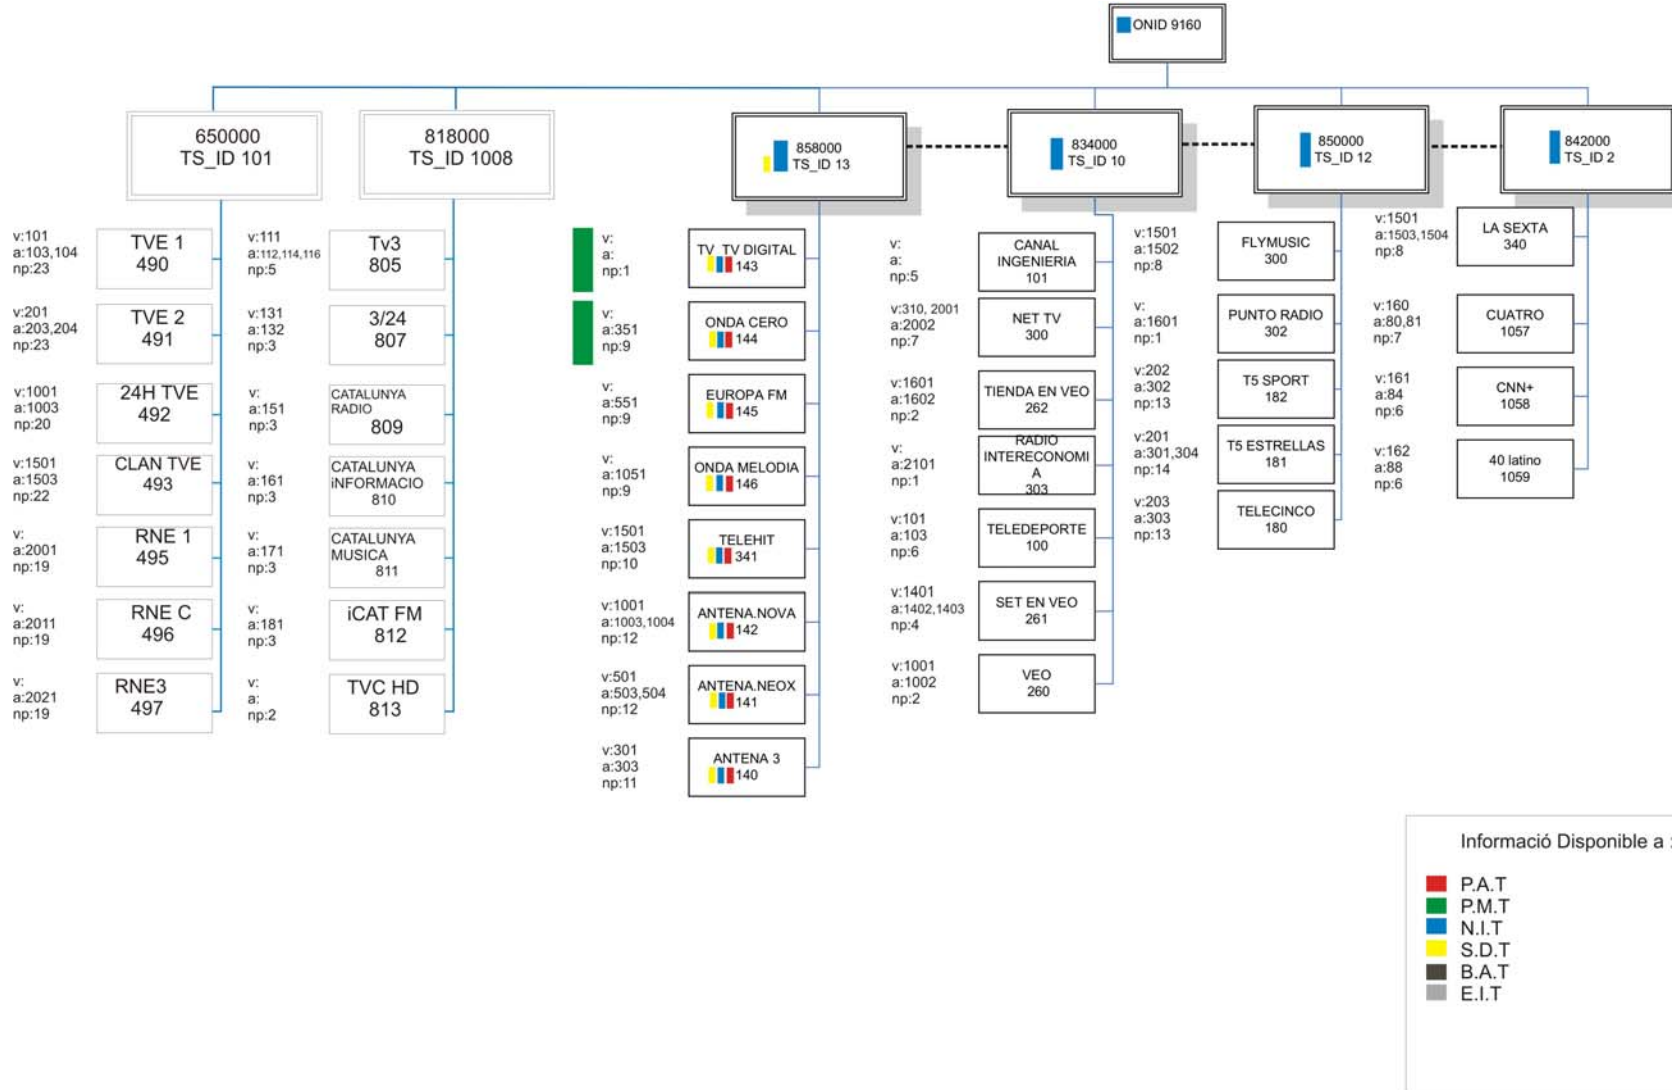 ONID 9160
650000
TS_ID 101
818000
TS_ID 1008
858000
TS_ID 13
834000
TS_ID 10
850000
TS_ID 12
842000
TS_ID 2
v:101
a:103,104
np:23
TVE 1
490
v:201
a:203,204
np:23
TVE 2
491
v:1001
a:1003
np:20
24H TVE
492
v:1501
a:1503
np:22
CLAN TVE
493
v:
a:2001
np:19
RNE 1
495
v:
a:2011
np:19
RNE C
496
v:
a:2021
np:19
RNE3
497
v:111
a:112,114,116
np:5
Tv3
805
v:131
a:132
np:3
3/24
807
v:
a:151
np:3
CATALUNYA
RADIO
809
v:
a:161
np:3
CATALUNYA
iNFORMACIO
810
v:
a:171
np:3
CATALUNYA
MUSICA
811
v:
a:181
np:3
iCAT FM
812
v:
a:
np:2
TVC HD
813
v:
a:
np:1
TV_TV DIGITAL
143
v:
a:351
np:9
ONDA CERO
144
v:
a:551
np:9
EUROPA FM
145
v:
a:1051
np:9
ONDA MELODIA
146
v:1501
a:1503
np:10
TELEHIT
341
v:1001
a:1003,1004
np:12
ANTENA.NOVA
142
v:501
a:503,504
np:12
ANTENA.NEOX
141
v:301
a:303
np:11
ANTENA 3
140
v:
a:
np:5
CANAL
INGENIERIA
101
v:310, 2001
a:2002
np:7
NET TV
300
v:1601
a:1602
np:2
TIENDA EN VEO
262
v:
a:2101
np:1
RADIO
INTERECONOMI
A
303
v:101
a:103
np:6
TELEDEPORTE
100
v:1401
a:1402,1403
np:4
SET EN VEO
261
v:1001
a:1002
np:2
VEO
260
v:1501
a:1502
np:8
FLYMUSIC
300
v:
a:1601
np:1
PUNTO RADIO
302
v:202
a:302
np:13
T5 SPORT
182
v:201
a:301,304
np:14
T5 ESTRELLAS
181
v:203
a:303
np:13
TELECINCO
180
v:1501
a:1503,1504
np:8
LA SEXTA
340
v:160
a:80,81
np:7
CUATRO
1057
v:161
a:84
np:6
CNN+
1058
v:162
a:88
np:6
40 latino
1059
Informació Disponible a :
P.A.T
P.M.T
N.I.T
S.D.T
B.A.T
E.I.T